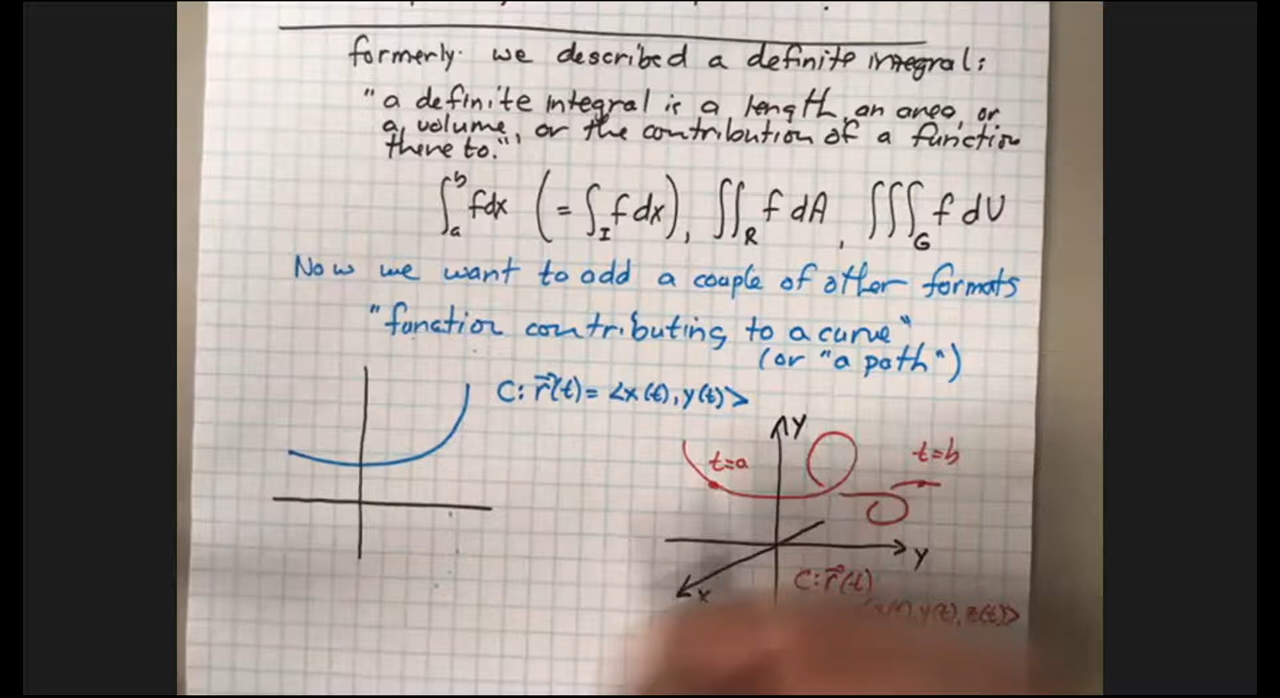 formerly we described a definite integral:
"a definite integral is a length, an area, or
a volume, or the contribution of a function
there to."
∫_a^b fdx (= ∫_I f dx), ∬_R f dA, ∭_G f dV
Now we want to add a couple of other formats
"function contributing to a curve"
(or "a path")
C: r⃗(t) = <x(t), y(t)>
Y
t=a
t=b
Y
x
C: r⃗(t)
y(t), z(t)>